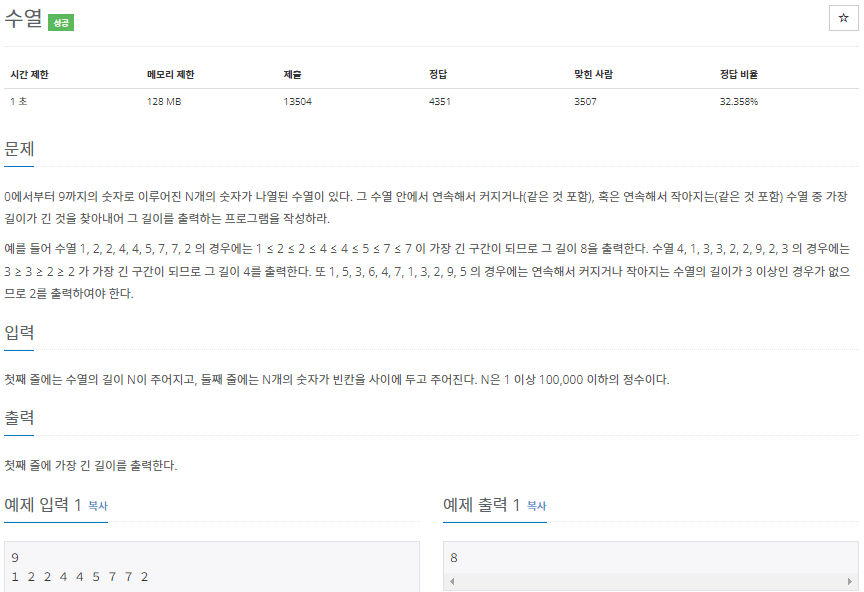 수열 성공
☆
시간 제한 메모리 제한 제출 정답 맞힌 사람 정답 비율
1 초 128 MB 13504 4351 3507 32.358%
문제
0에서부터 9까지의 숫자로 이루어진 N개의 숫자가 나열된 수열이 있다. 그 수열 안에서 연속해서 커지거나(같은 것 포함), 혹은 연속해서 작아지는(같은 것 포함) 수열 중 가장
길이가 긴 것을 찾아내어 그 길이를 출력하는 프로그램을 작성하라.
예를 들어 수열 1, 2, 2, 4, 4, 5, 7, 7, 2 의 경우에는 1 ≤ 2 ≤ 2 ≤ 4 ≤ 4 ≤ 5 ≤ 7 ≤ 7 이 가장 긴 구간이 되므로 그 길이 8을 출력한다. 수열 4, 1, 3, 3, 2, 2, 9, 2, 3 의 경우에는
3 ≥ 3 ≥ 2 ≥ 2 가 가장 긴 구간이 되므로 그 길이 4를 출력한다. 또 1, 5, 3, 6, 4, 7, 1, 3, 2, 9, 5 의 경우에는 연속해서 커지거나 작아지는 수열의 길이가 3 이상인 경우가 없으
므로 2를 출력하여야 한다.
입력
첫째 줄에는 수열의 길이 N이 주어지고, 둘째 줄에는 N개의 숫자가 빈칸을 사이에 두고 주어진다. N은 1 이상 100,000 이하의 정수이다.
출력
첫째 줄에 가장 긴 길이를 출력한다.
예제 입력 1 복사
9
1 2 2 4 4 5 7 7 2
예제 출력 1 복사
8